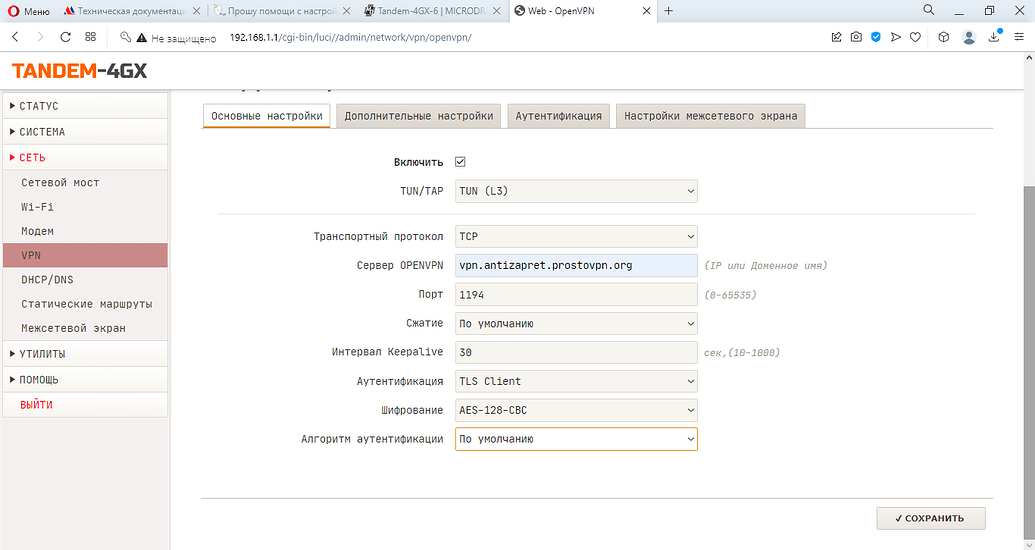 Меню
Техническая документаци
Прошу помощи с настрой
Tandem-4GX-6 | MICRODR
Web - OpenVPN
Не защищено
192.168.1.1/cgi-bin/luci//admin/network/vpn/openvpn/
TANDEM-4GX
СТАТУС
СИСТЕМА
СЕТЬ
Сетевой мост
Wi-Fi
Модем
VPN
DHCP/DNS
Статические маршруты
Межсетевой экран
УТИЛИТЫ
ПОМОЩЬ
ВЫЙТИ
Основные настройки
Дополнительные настройки
Аутентификация
Настройки межсетевого экрана
Включить
TUN/TAP TUN (L3)
Транспортный протокол TCP
Сервер OPENVPN vpn.antizapret.prostovpn.org (IP или Доменное имя)
Порт 1194 (0-65535)
Сжатие По умолчанию
Интервал Keepalive 30 сек,(10-1000)
Аутентификация TLS Client
Шифрование AES-128-CBC
Алгоритм аутентификации По умолчанию
СОХРАНИТЬ